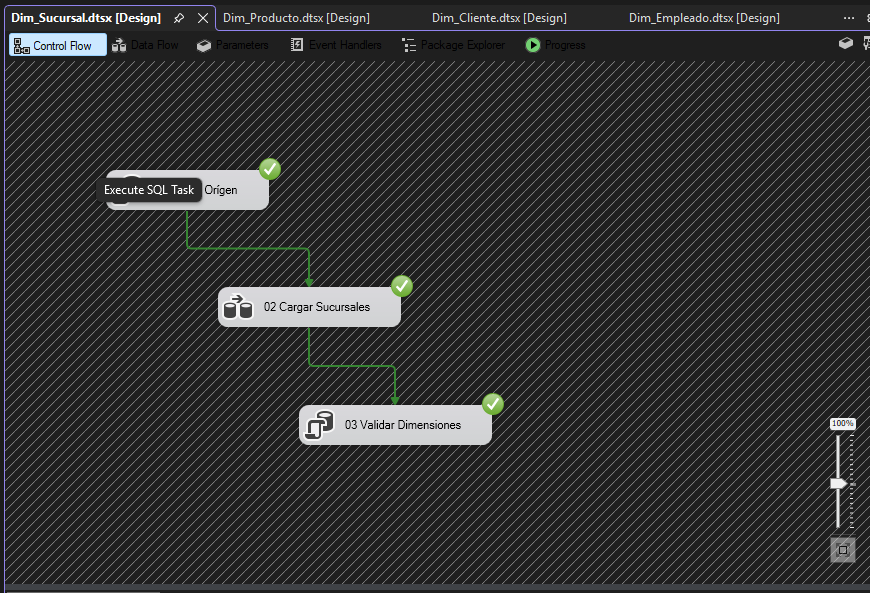 Dim_Sucursal.dtsx [Design] Dim_Producto.dtsx [Design] Dim_Cliente.dtsx [Design] Dim_Empleado.dtsx [Design]
Control Flow Data Flow Parameters Event Handlers Package Explorer Progress
Execute SQL Task Orígen
02 Cargar Sucursales
03 Validar Dimensiones
100%